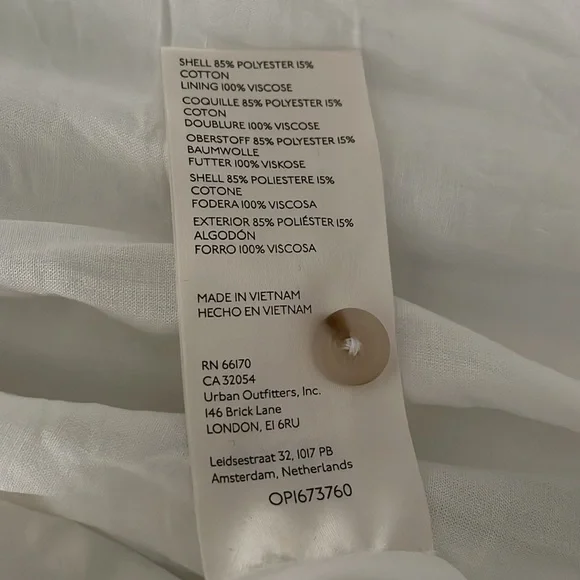 SHELL 85% POLYESTER 15%
COTTON
LINING 100% VISCOSE
COQUILLE 85% POLYESTER 15%
COTON
DOUBLURE 100% VISCOSE
OBERSTOFF 85% POLYESTER 15%
BAUMWOLLE
FUTTER 100% VISKOSE
SHELL 85% POLIESTERE 15%
COTONE
FODERA 100% VISCOSA
EXTERIOR 85% POLIÉSTER 15%
ALGODÓN
FORRO 100% VISCOSA
MADE IN VIETNAM
HECHO EN VIETNAM
RN 66170
CA 32054
Urban Outfitters, Inc.
146 Brick Lane
LONDON, E1 6RU
Leidsestraat 32, 1017 PB
Amsterdam, Netherlands
OP1673760